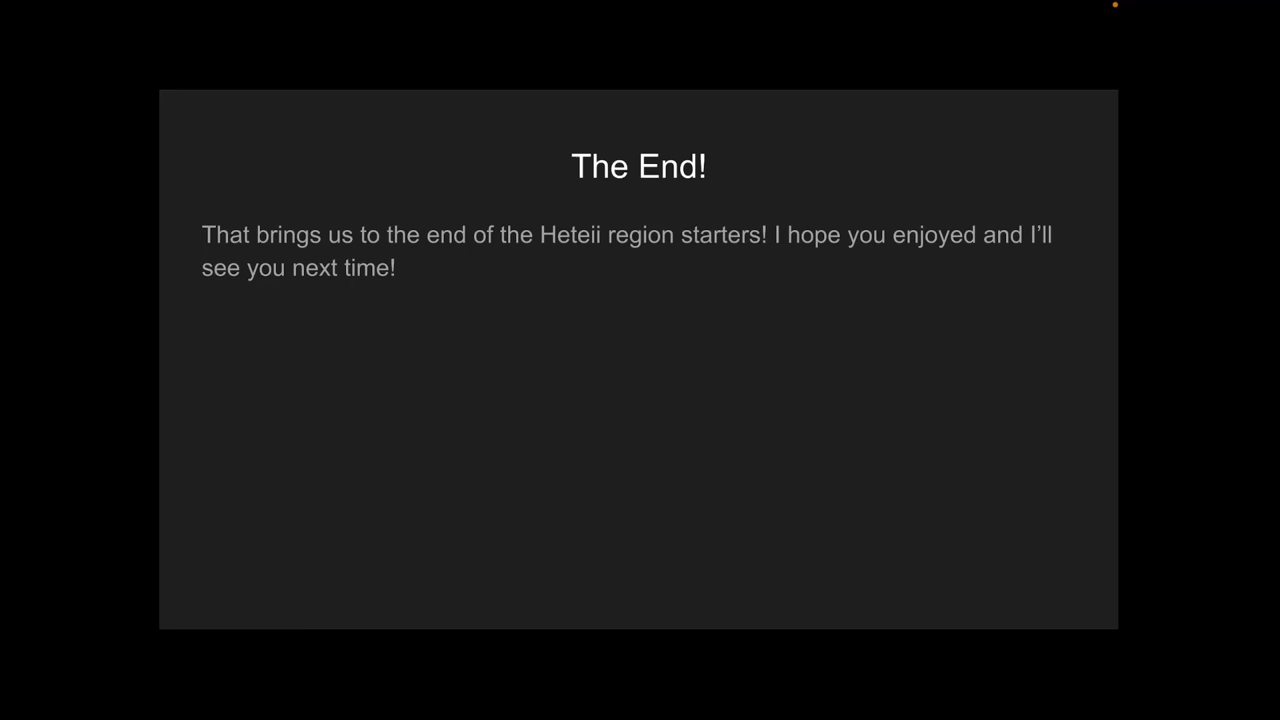 The End!
That brings us to the end of the Heteii region starters! I hope you enjoyed and I’ll
see you next time!